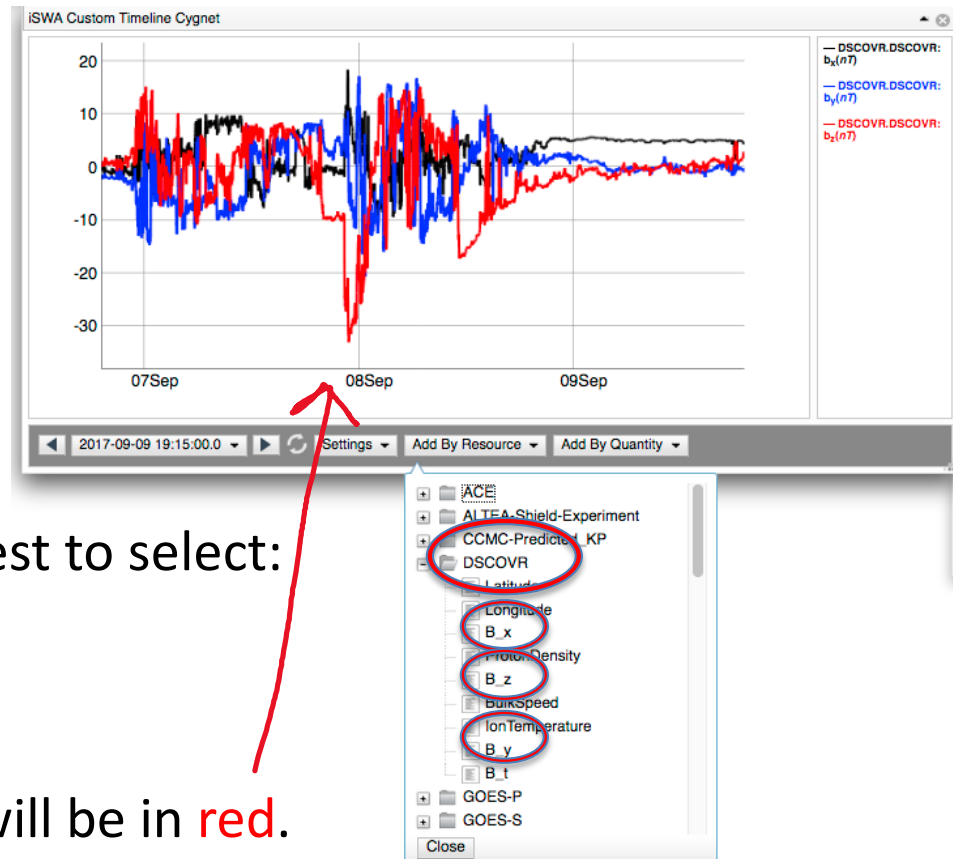 iSWA Custom Timeline Cygnet
20
10
0
-10
-20
-30
07Sep
08Sep
09Sep
— DSCOVR.DSCOVR:
bx(nT)
— DSCOVR.DSCOVR:
by(nT)
— DSCOVR.DSCOVR:
bz(nT)
2017-09-09 19:15:00.0
Settings
Add By Resource
Add By Quantity
ACE
ALTEA-Shield-Experiment
CCMC-Predicted_KP
DSCOVR
Latitude
Longitude
B_x
ProtonDensity
B_z
BulkSpeed
IonTemperature
B_y
B_t
GOES-P
GOES-S
Close
est to select:
will be in red.